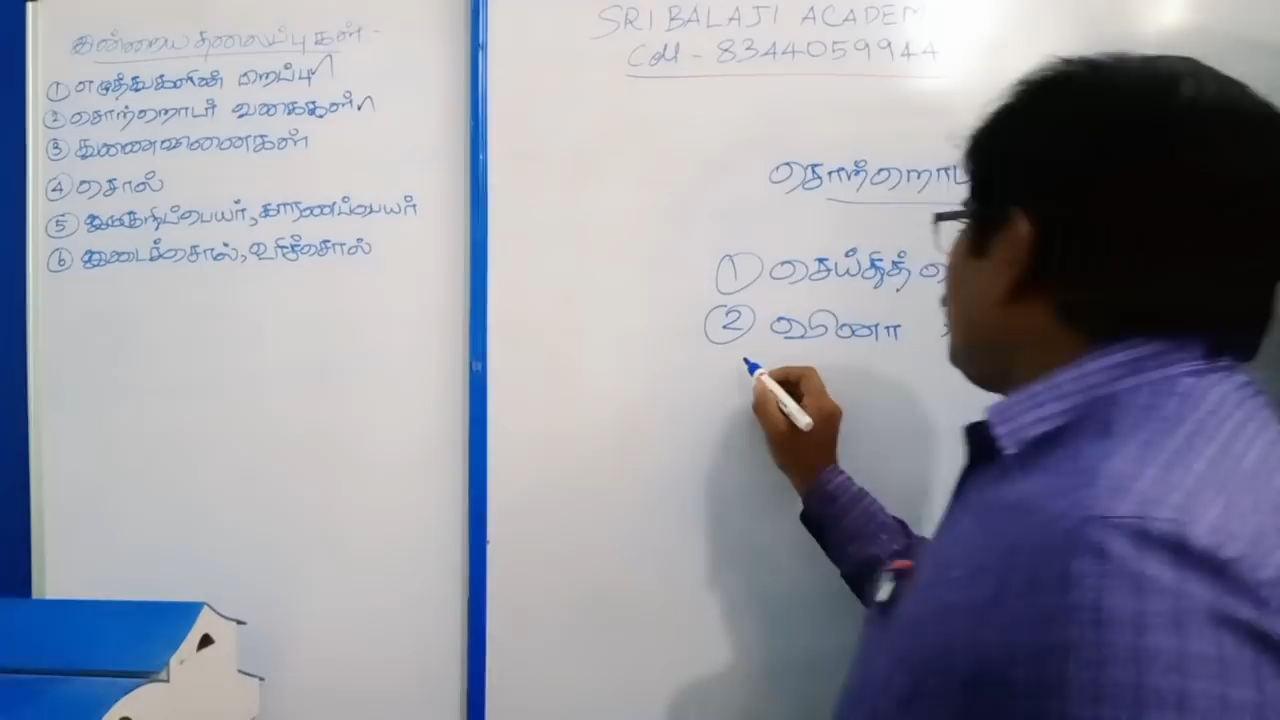 இன்றைய தலைப்புகள் -
① எழுத்துகளின் பிறப்பு
② சொற்றொடர் வகைகள்
③ துணைவினைகள்
④ சொல்
⑤ இடுகுறிப்பெயர், காரணப்பெயர்
⑥ இடைச்சொல், உரிச்சொல்
SRI BALAJI ACADEM
Cell - 8344059944
சொற்றொட
① செய்தித்
② வினா